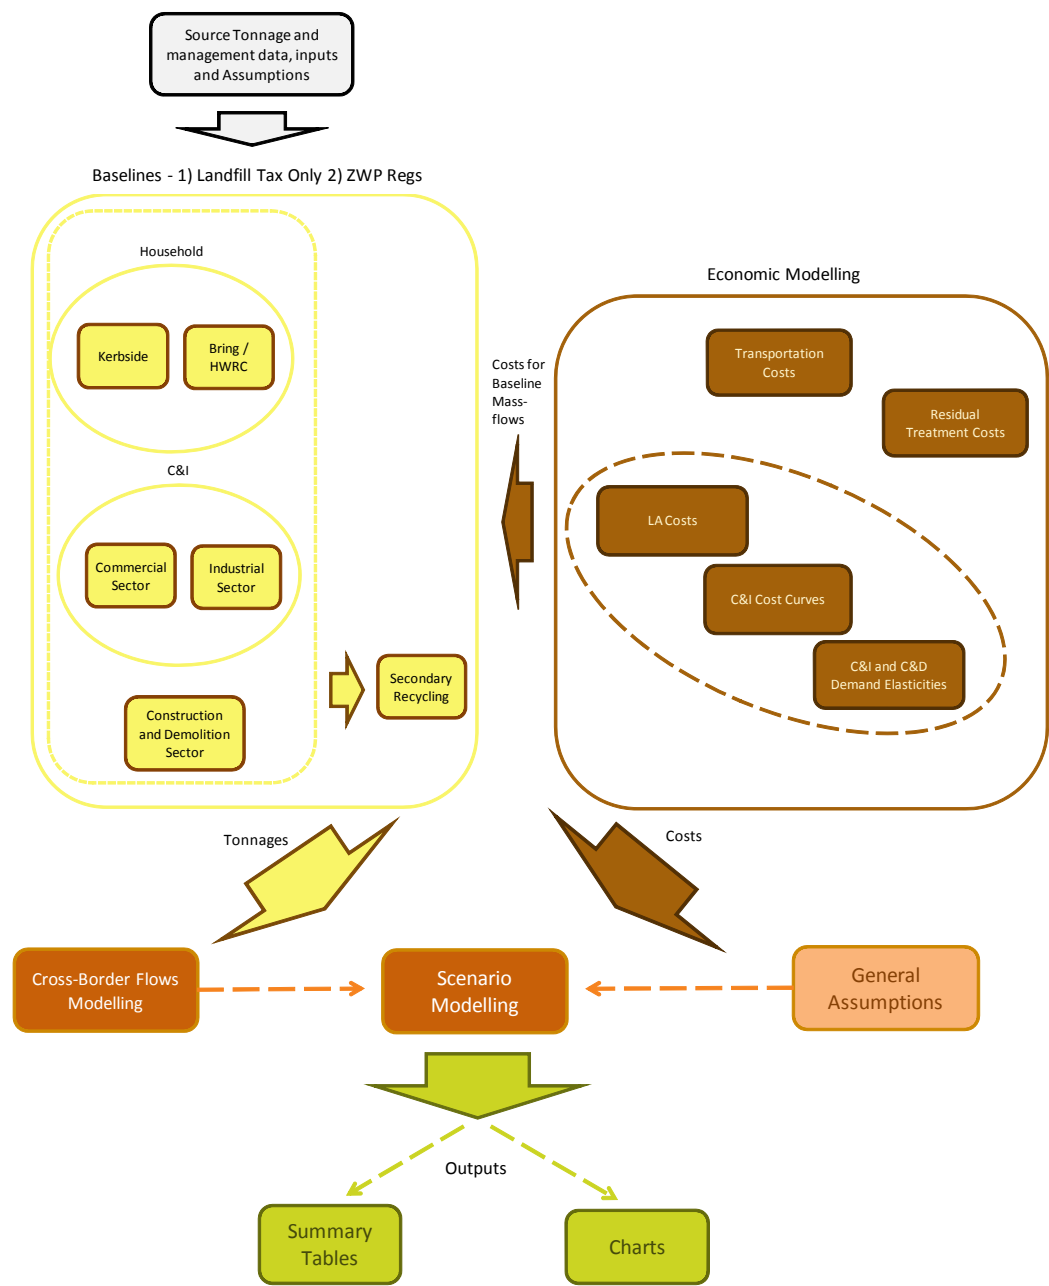 Source Tonnage and
management data, inputs
and Assumptions
Baselines - 1) Landfill Tax Only 2) ZWP Regs
Household
Kerbside
Bring /
HWRC
C&I
Commercial
Sector
Industrial
Sector
Construction
and Demolition
Sector
Secondary
Recycling
Costs for
Baseline
Mass-
flows
Economic Modelling
Transportation
Costs
Residual
Treatment Costs
LA Costs
C&I Cost Curves
C&I and C&D
Demand Elasticities
Tonnages
Costs
Cross-Border Flows
Modelling
Scenario
Modelling
General
Assumptions
Outputs
Summary
Tables
Charts